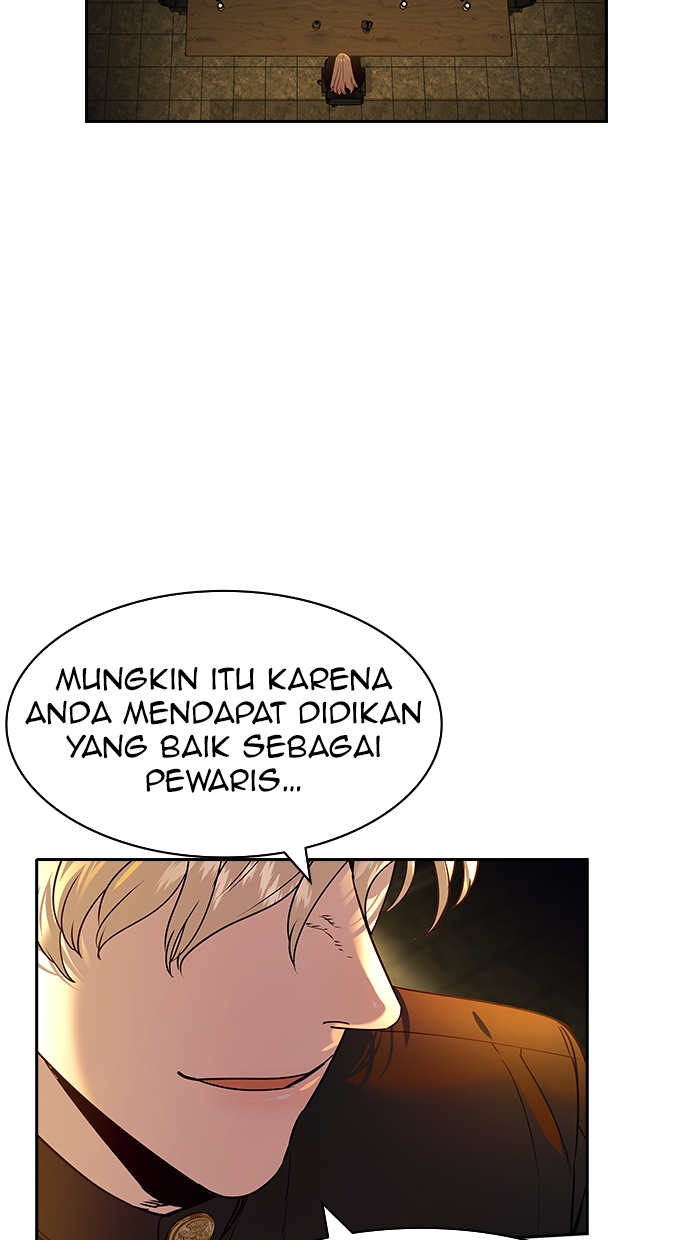 MUNGKIN ITU KARENA
ANDA MENDAPAT DIDIKAN
YANG BAIK SEBAGAI
PEWARIS...